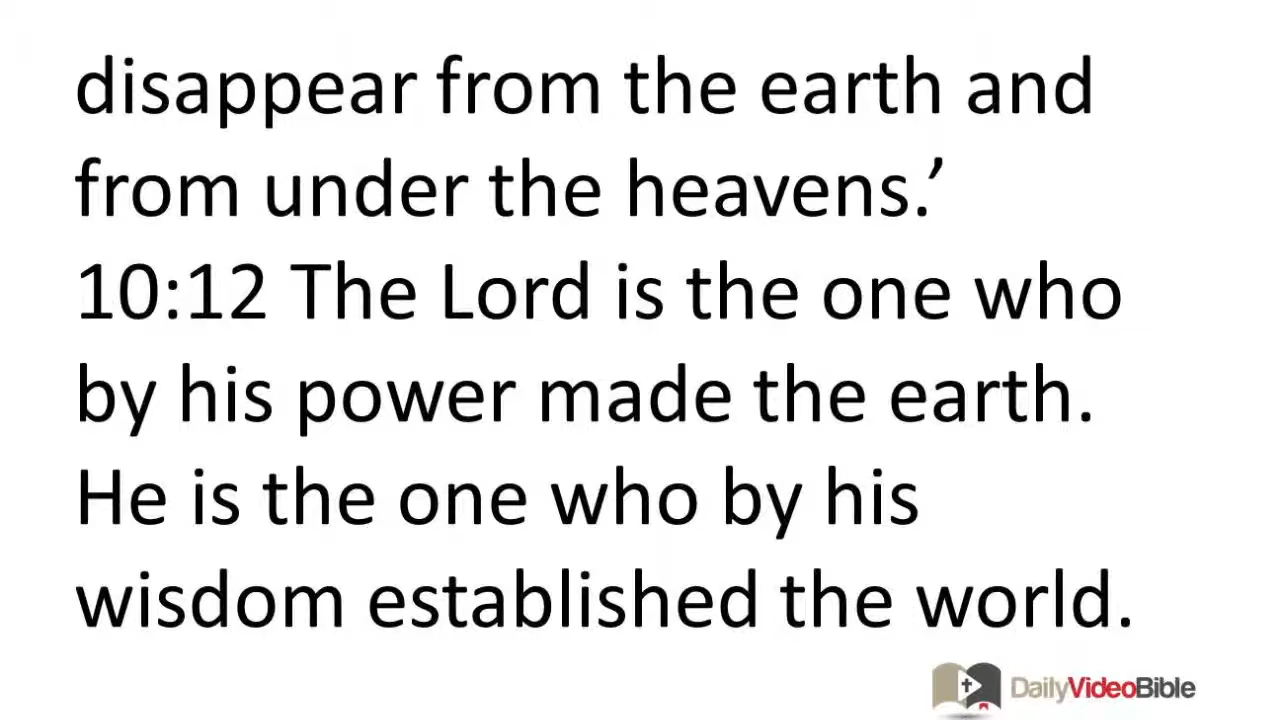 disappear from the earth and
from under the heavens.’
10:12 The Lord is the one who
by his power made the earth.
He is the one who by his
wisdom established the world.
DailyVideoBible